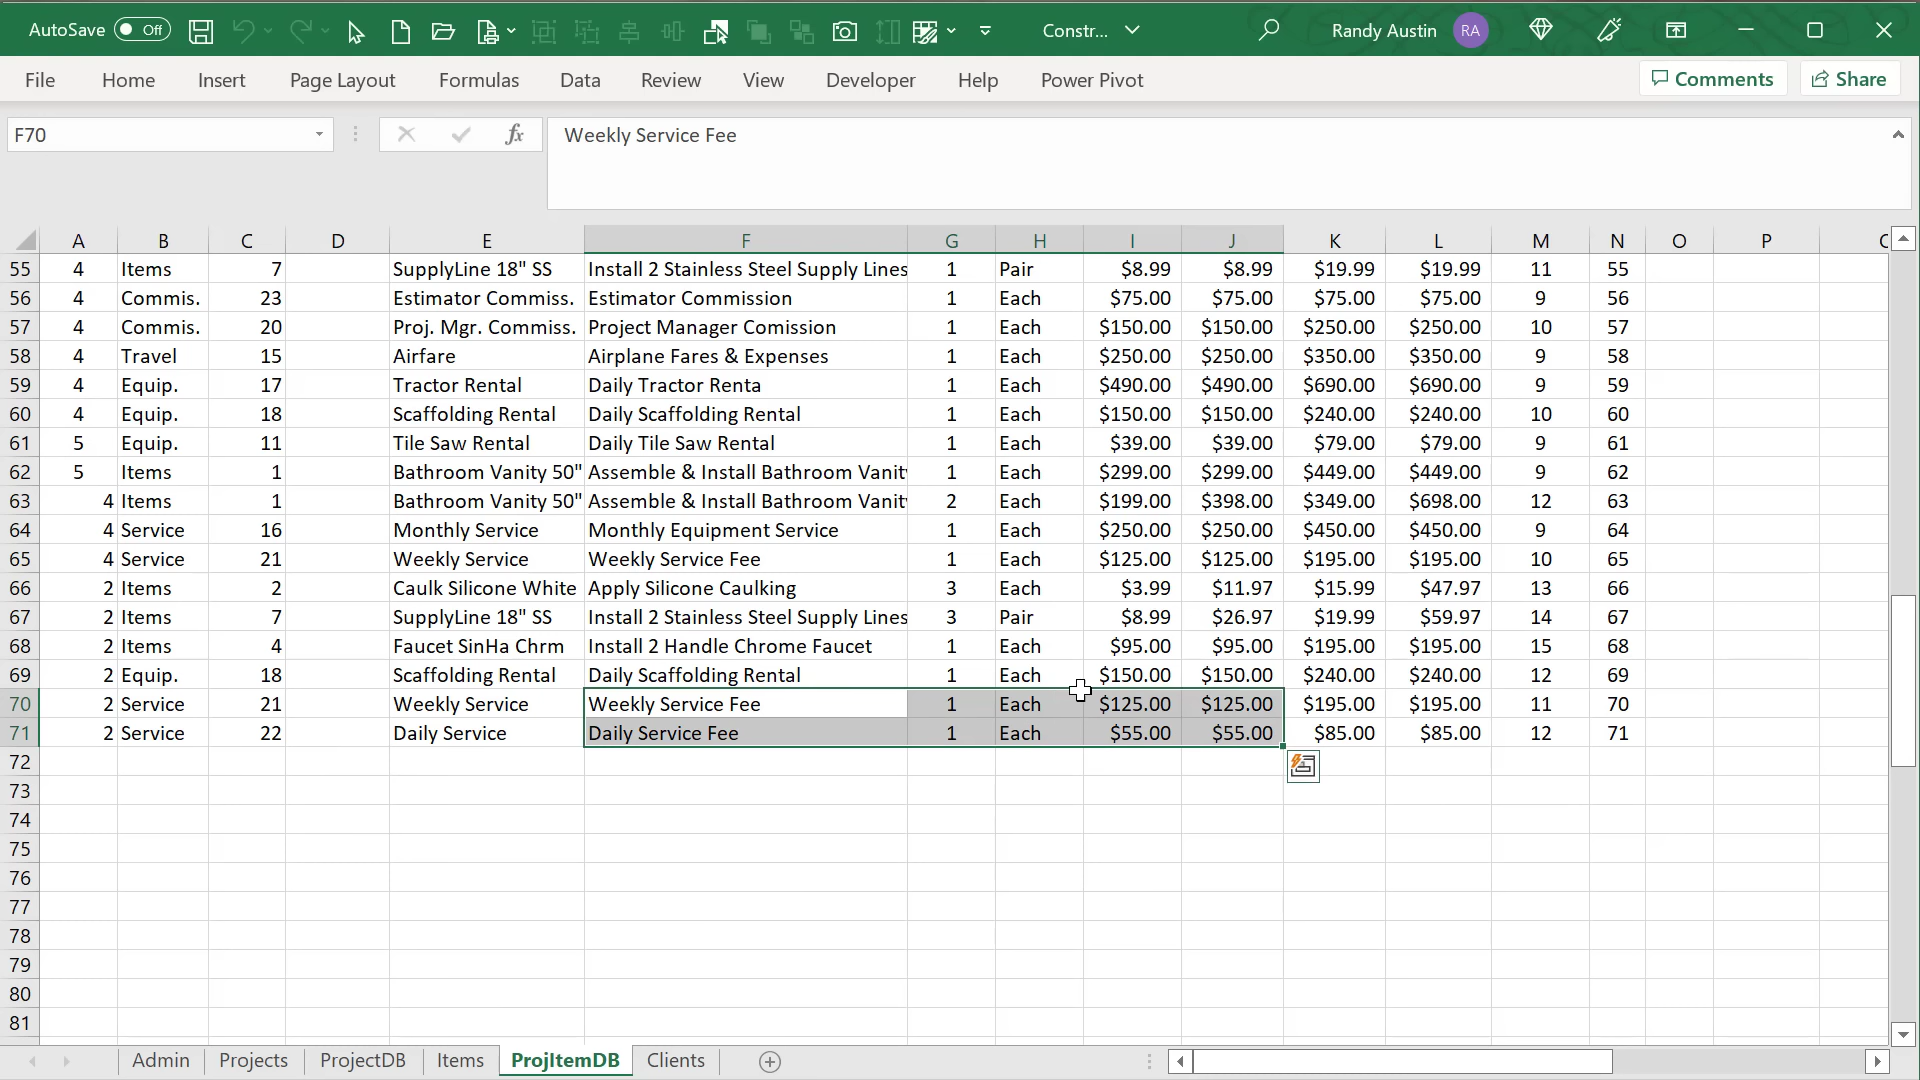 AutoSave Off Constr... Randy Austin RA
File Home Insert Page Layout Formulas Data Review View Developer Help Power Pivot Comments Share
F70 fx Weekly Service Fee
A B C D E F G H I J K L M N O P
55 4 Items 7 SupplyLine 18" SS Install 2 Stainless Steel Supply Lines 1 Pair $8.99 $8.99 $19.99 $19.99 11 55
56 4 Commis. 23 Estimator Commiss. Estimator Commission 1 Each $75.00 $75.00 $75.00 $75.00 9 56
57 4 Commis. 20 Proj. Mgr. Commiss. Project Manager Comission 1 Each $150.00 $150.00 $250.00 $250.00 10 57
58 4 Travel 15 Airfare Airplane Fares & Expenses 1 Each $250.00 $250.00 $350.00 $350.00 9 58
59 4 Equip. 17 Tractor Rental Daily Tractor Renta 1 Each $490.00 $490.00 $690.00 $690.00 9 59
60 4 Equip. 18 Scaffolding Rental Daily Scaffolding Rental 1 Each $150.00 $150.00 $240.00 $240.00 10 60
61 5 Equip. 11 Tile Saw Rental Daily Tile Saw Rental 1 Each $39.00 $39.00 $79.00 $79.00 9 61
62 5 Items 1 Bathroom Vanity 50" Assemble & Install Bathroom Vanit 1 Each $299.00 $299.00 $449.00 $449.00 9 62
63 4 Items 1 Bathroom Vanity 50" Assemble & Install Bathroom Vanit 2 Each $199.00 $398.00 $349.00 $698.00 12 63
64 4 Service 16 Monthly Service Monthly Equipment Service 1 Each $250.00 $250.00 $450.00 $450.00 9 64
65 4 Service 21 Weekly Service Weekly Service Fee 1 Each $125.00 $125.00 $195.00 $195.00 10 65
66 2 Items 2 Caulk Silicone White Apply Silicone Caulking 3 Each $3.99 $11.97 $15.99 $47.97 13 66
67 2 Items 7 SupplyLine 18" SS Install 2 Stainless Steel Supply Lines 3 Pair $8.99 $26.97 $19.99 $59.97 14 67
68 2 Items 4 Faucet SinHa Chrm Install 2 Handle Chrome Faucet 1 Each $95.00 $95.00 $195.00 $195.00 15 68
69 2 Equip. 18 Scaffolding Rental Daily Scaffolding Rental 1 Each $150.00 $150.00 $240.00 $240.00 12 69
70 2 Service 21 Weekly Service Weekly Service Fee 1 Each $125.00 $125.00 $195.00 $195.00 11 70
71 2 Service 22 Daily Service Daily Service Fee 1 Each $55.00 $55.00 $85.00 $85.00 12 71
72
73
74
75
76
77
78
79
80
81
Admin Projects ProjectDB Items ProjItemDB Clients